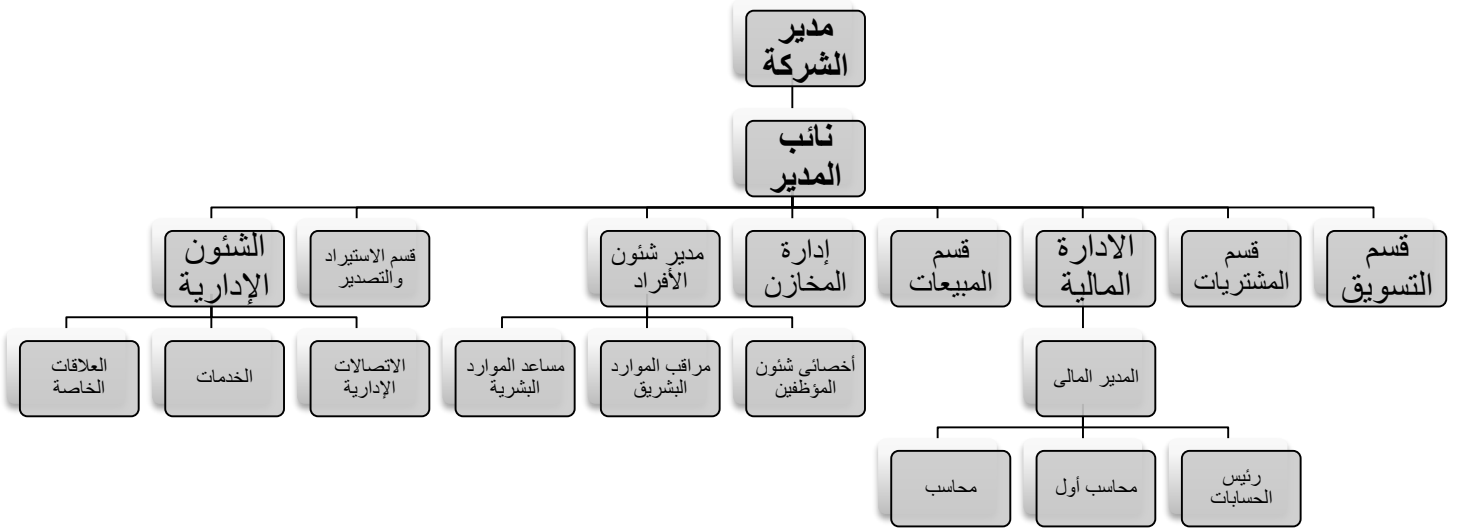 مدير
الشركة
نائب
المدير
قسم
التسويق
قسم
المشتريات
الادارة
المالية
قسم
المبيعات
إدارة
المخازن
مدير شئون
الأفراد
قسم الاستيراد
والتصدير
الشئون
الإدارية
المدير المالى
أخصائى شئون
المؤظفين
مراقب الموارد
البشريق
مساعد الموارد
البشرية
الاتصالات
الإدارية
الخدمات
العلاقات
الخاصة
رئيس
الحسابات
محاسب أول
محاسب